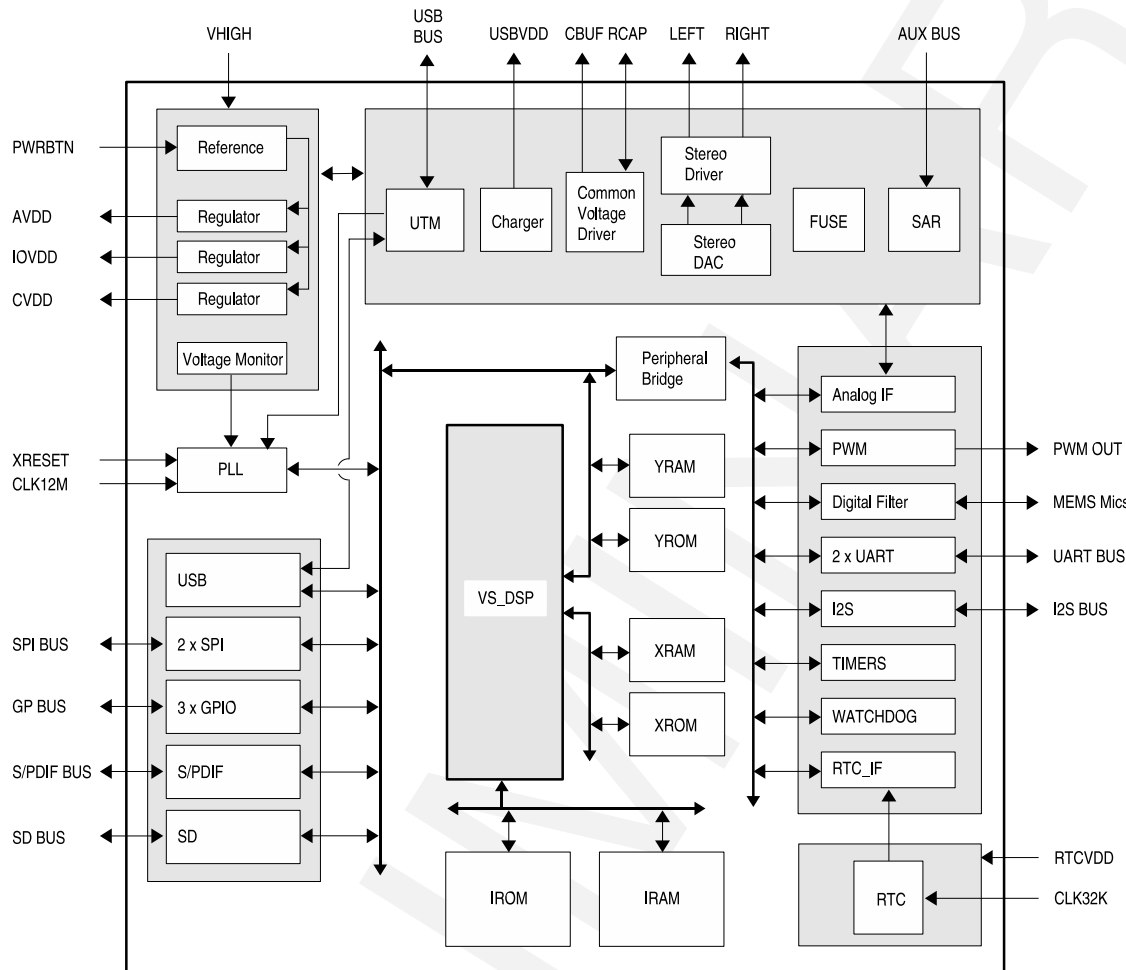 VHIGH
USB
BUS
USBVDD
CBUF RCAP
LEFT
RIGHT
AUX BUS
PWRBTN
Reference
AVDD
Regulator
IOVDD
Regulator
CVDD
Regulator
Voltage Monitor
UTM
Charger
Common
Voltage
Driver
Stereo
Driver
Stereo
DAC
FUSE
SAR
XRESET
CLK12M
PLL
Peripheral
Bridge
Analog IF
PWM
PWM OUT
Digital Filter
MEMS Mics
2 x UART
UART BUS
I2S
I2S BUS
TIMERS
WATCHDOG
RTC_IF
YRAM
YROM
VS_DSP
XRAM
XROM
USB
SPI BUS
2 x SPI
GP BUS
3 x GPIO
S/PDIF BUS
S/PDIF
SD BUS
SD
IROM
IRAM
RTC
RTCVDD
CLK32K